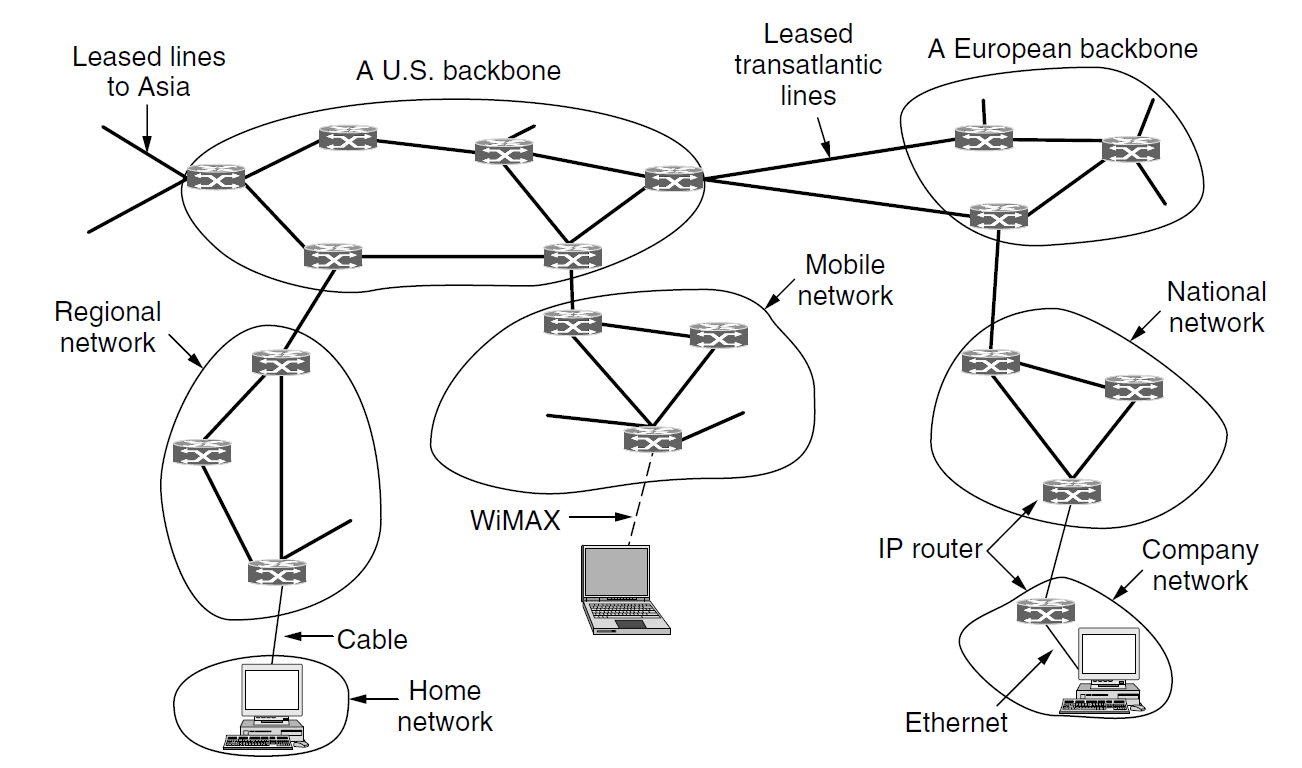 Leased lines
to Asia
A U.S. backbone
Leased
transatlantic
lines
A European backbone
Regional
network
Mobile
network
National
network
WiMAX
IP router
Company
network
Cable
Home
network
Ethernet